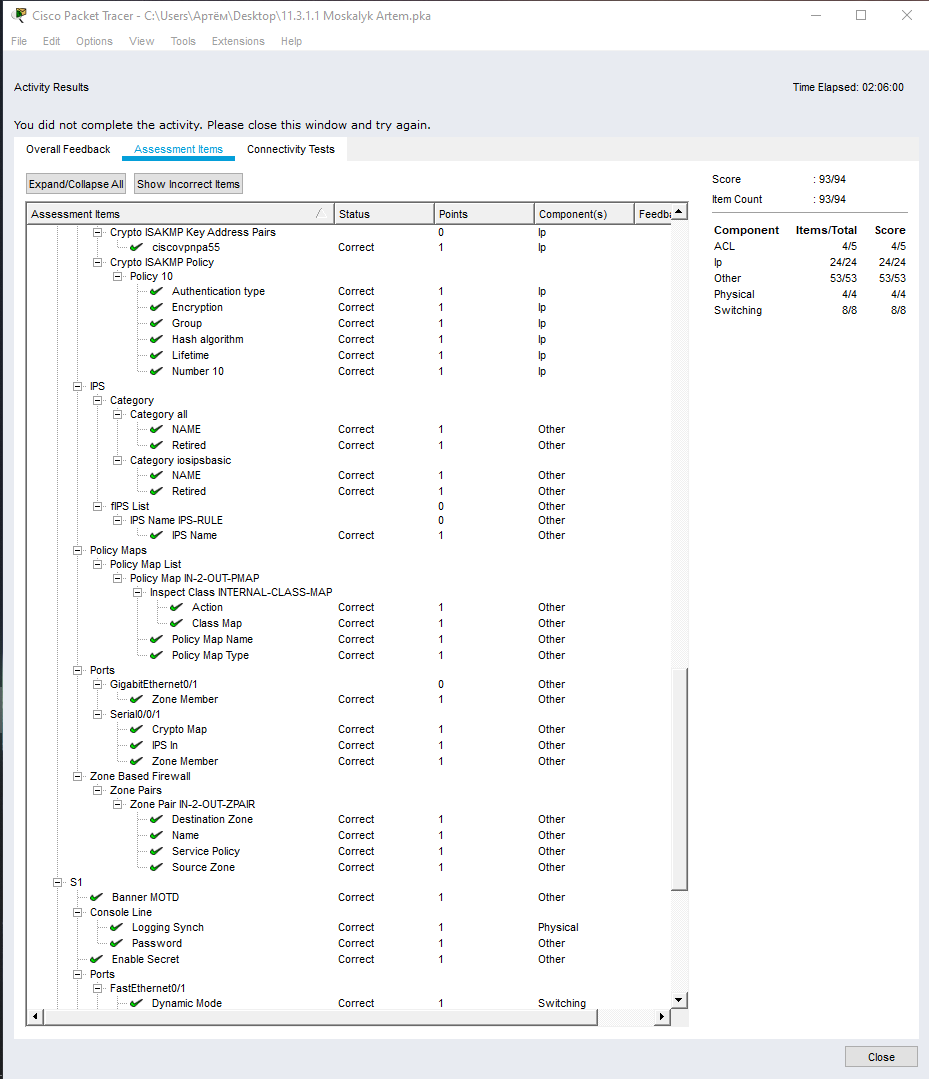 Cisco Packet Tracer - C:\Users\Артём\Desktop\11.3.1.1 Moskalyk Artem.pka
File Edit Options View Tools Extensions Help
Activity Results Time Elapsed: 02:06:00
You did not complete the activity. Please close this window and try again.
Overall Feedback Assessment Items Connectivity Tests
Expand/Collapse All Show Incorrect Items
Score : 93/94
Item Count : 93/94
Component Items/Total Score
ACL 4/5 4/5
Ip 24/24 24/24
Other 53/53 53/53
Physical 4/4 4/4
Switching 8/8 8/8
Assessment Items Status Points Component(s) Feedba
Crypto ISAKMP Key Address Pairs 0 Ip
ciscovpnpa55 Correct 1 Ip
Crypto ISAKMP Policy
Policy 10
Authentication type Correct 1 Ip
Encryption Correct 1 Ip
Group Correct 1 Ip
Hash algorithm Correct 1 Ip
Lifetime Correct 1 Ip
Number 10 Correct 1 Ip
IPS
Category
Category all
NAME Correct 1 Other
Retired Correct 1 Other
Category iosipsbasic
NAME Correct 1 Other
Retired Correct 1 Other
fIPS List 0 Other
IPS Name IPS-RULE 0 Other
IPS Name Correct 1 Other
Policy Maps
Policy Map List
Policy Map IN-2-OUT-PMAP
Inspect Class INTERNAL-CLASS-MAP
Action Correct 1 Other
Class Map Correct 1 Other
Policy Map Name Correct 1 Other
Policy Map Type Correct 1 Other
Ports
GigabitEthernet0/1 0 Other
Zone Member Correct 1 Other
Serial0/0/1
Crypto Map Correct 1 Other
IPS In Correct 1 Other
Zone Member Correct 1 Other
Zone Based Firewall
Zone Pairs
Zone Pair IN-2-OUT-ZPAIR
Destination Zone Correct 1 Other
Name Correct 1 Other
Service Policy Correct 1 Other
Source Zone Correct 1 Other
S1
Banner MOTD Correct 1 Other
Console Line
Logging Synch Correct 1 Physical
Password Correct 1 Other
Enable Secret Correct 1 Other
Ports
FastEthernet0/1
Dynamic Mode Correct 1 Switching
Close